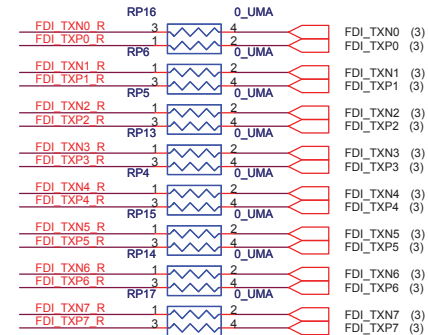 RP16 0_UMA
FDI_TXN0_R 3 4 FDI_TXN0 (3)
FDI_TXP0_R 1 2 FDI_TXP0 (3)
RP6 0_UMA
FDI_TXN1_R 1 2 FDI_TXN1 (3)
FDI_TXP1_R 3 4 FDI_TXP1 (3)
RP5 0_UMA
FDI_TXN2_R 1 2 FDI_TXN2 (3)
FDI_TXP2_R 3 4 FDI_TXP2 (3)
RP13 0_UMA
FDI_TXN3_R 1 2 FDI_TXN3 (3)
FDI_TXP3_R 3 4 FDI_TXP3 (3)
RP4 0_UMA
FDI_TXN4_R 1 2 FDI_TXN4 (3)
FDI_TXP4_R 3 4 FDI_TXP4 (3)
RP15 0_UMA
FDI_TXN5_R 1 2 FDI_TXN5 (3)
FDI_TXP5_R 3 4 FDI_TXP5 (3)
RP14 0_UMA
FDI_TXN6_R 1 2 FDI_TXN6 (3)
FDI_TXP6_R 3 4 FDI_TXP6 (3)
RP17 0_UMA
FDI_TXN7_R 1 2 FDI_TXN7 (3)
FDI_TXP7_R 3 4 FDI_TXP7 (3)